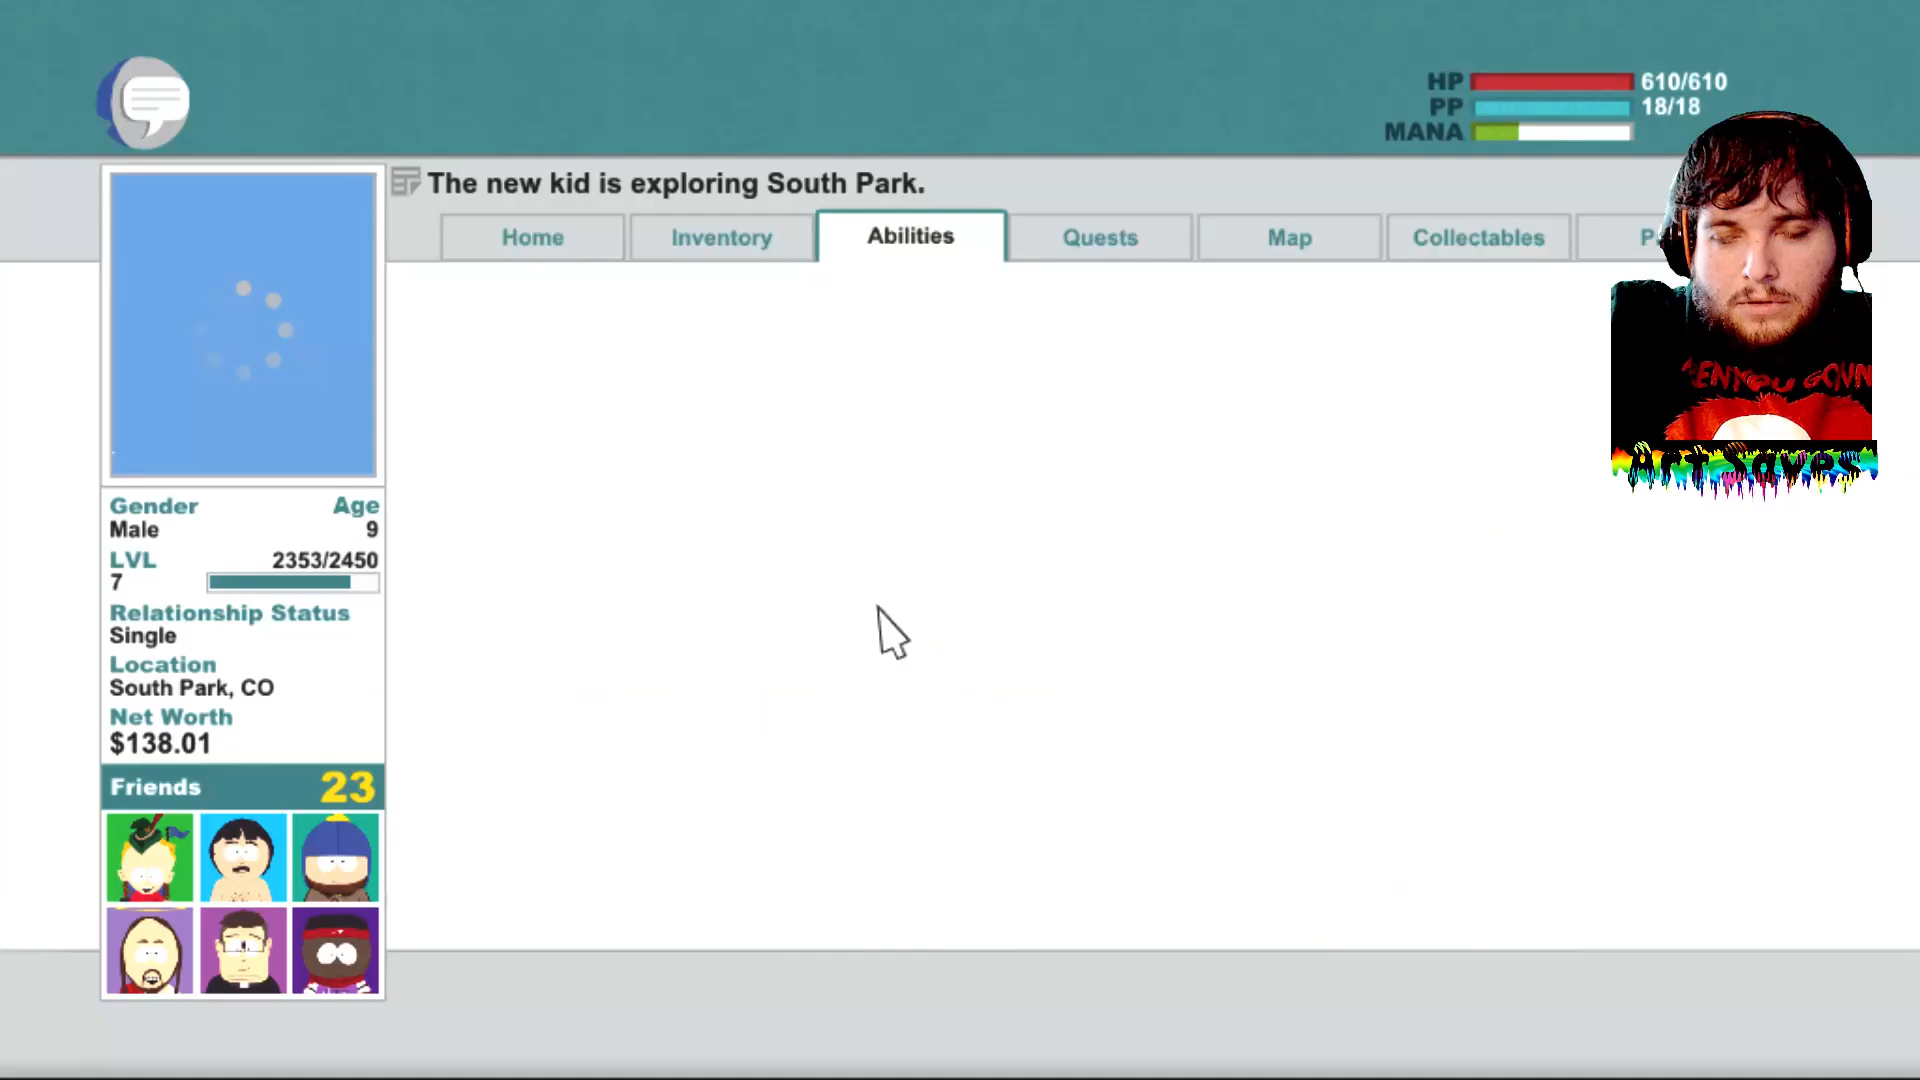 HP 610/610
PP 18/18
MANA
The new kid is exploring South Park.
Home Inventory Abilities Quests Map Collectables
Gender Age
Male 9
LVL 2353/2450
7
Relationship Status
Single
Location
South Park, CO
Net Worth
$138.01
Friends 23
Art Saves